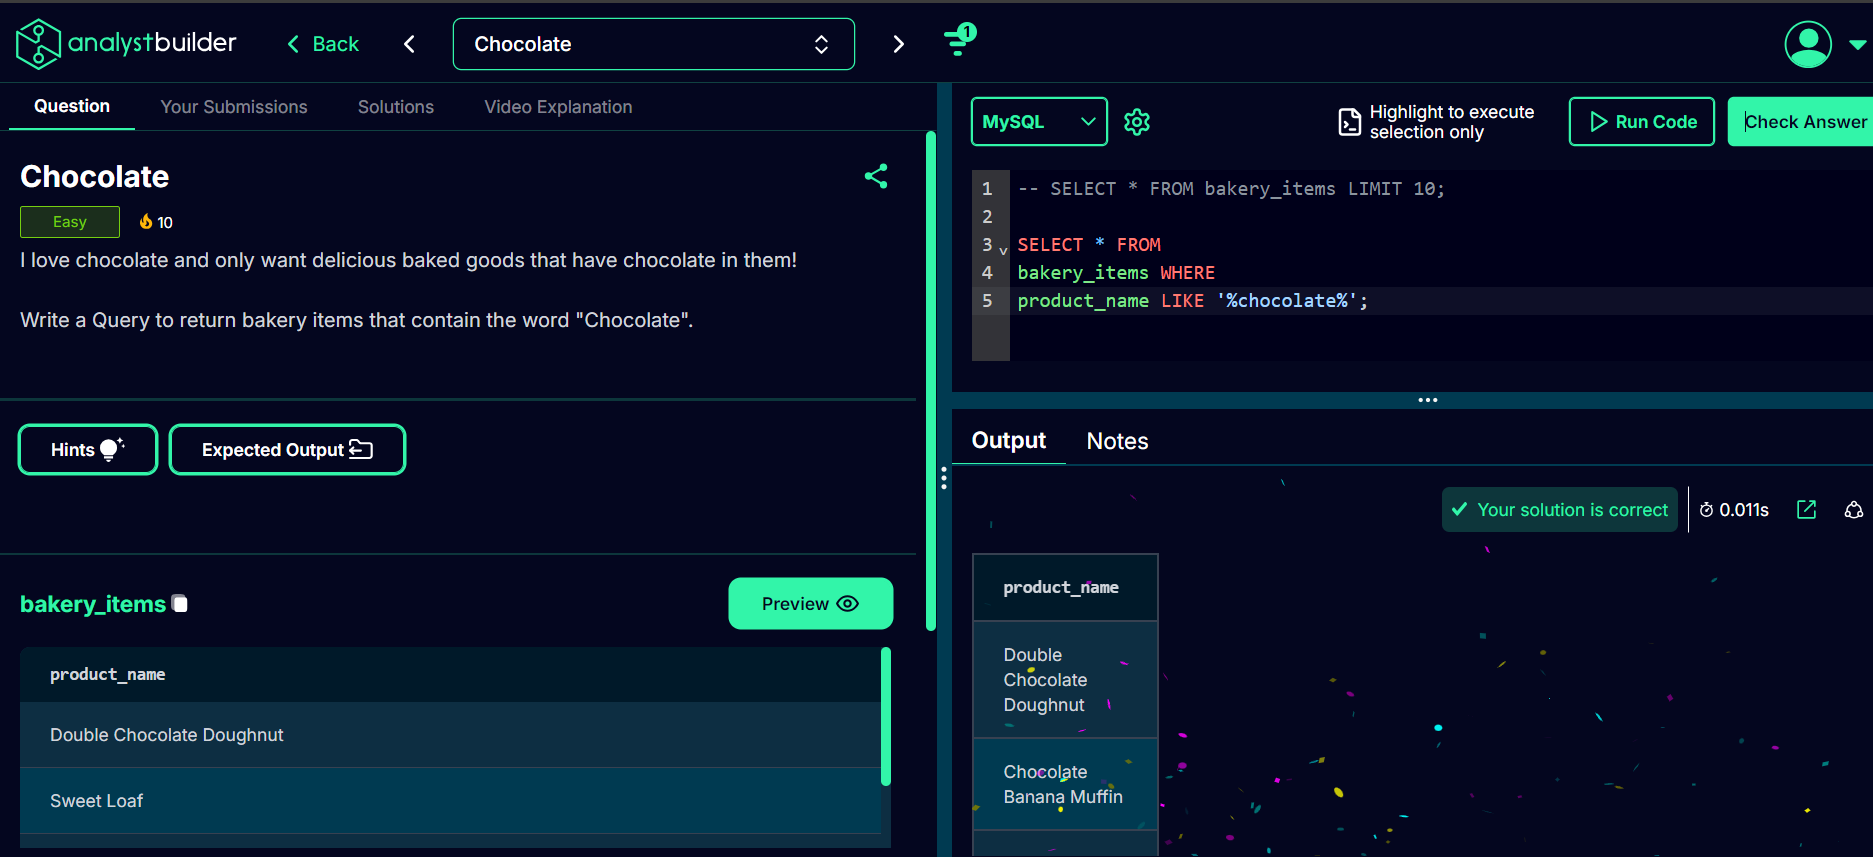 analystbuilder
Back
Chocolate
1
Question
Your Submissions
Solutions
Video Explanation
Chocolate
Easy
10
I love chocolate and only want delicious baked goods that have chocolate in them!
Write a Query to return bakery items that contain the word "Chocolate".
Hints
Expected Output
bakery_items
Preview
product_name
Double Chocolate Doughnut
Sweet Loaf
MySQL
Highlight to execute
selection only
Run Code
Check Answer
1 -- SELECT * FROM bakery_items LIMIT 10;
2
3 SELECT * FROM
4 bakery_items WHERE
5 product_name LIKE '%chocolate%';
Output
Notes
Your solution is correct
0.011s
product_name
Double
Chocolate
Doughnut
Chocolate
Banana Muffin